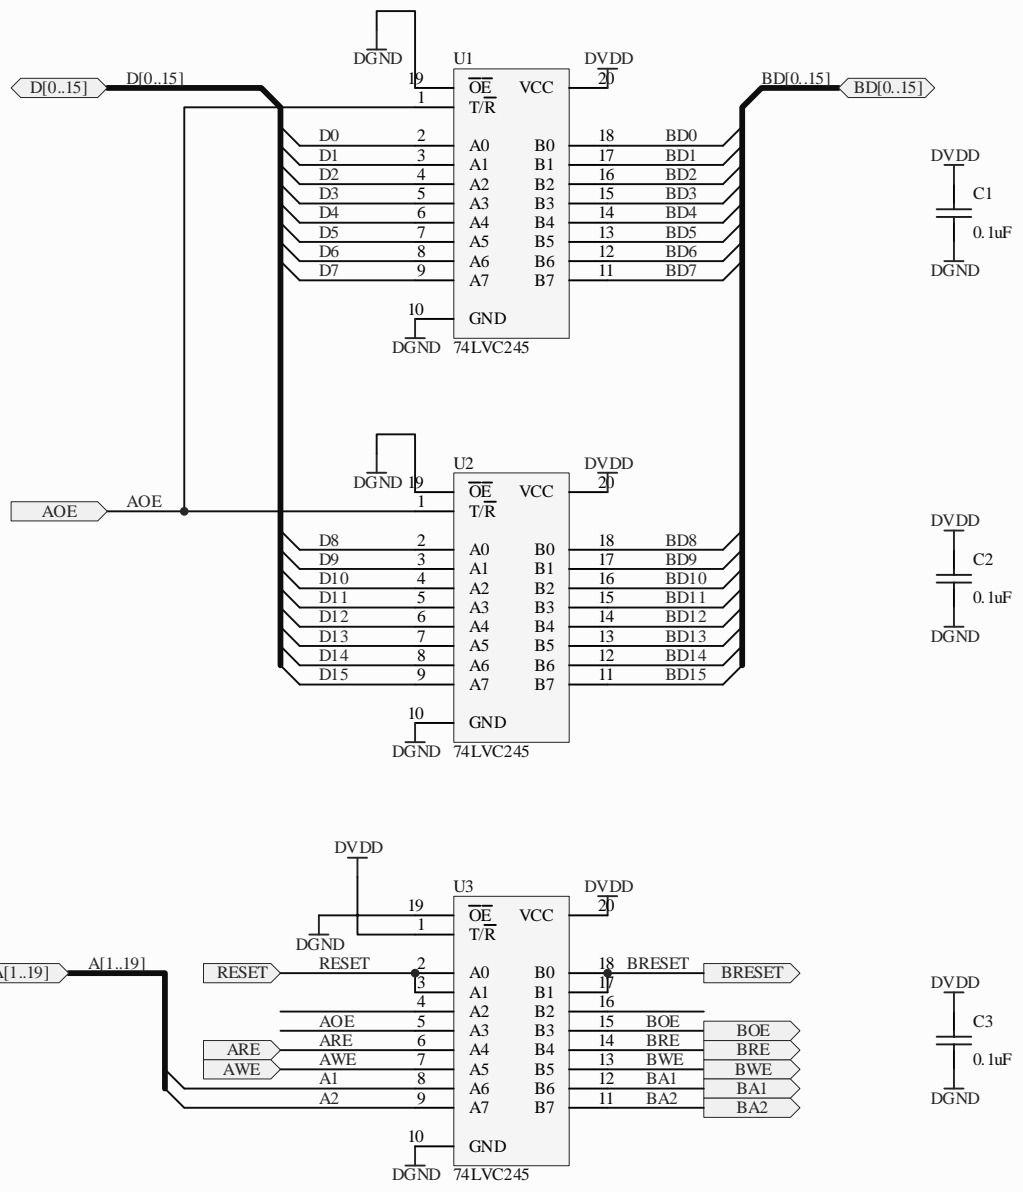 DGND
U1
DVDD
D[0..15]
D[0..15]
19
OE
VCC
20
BD[0..15]
BD[0..15]
1
T/R
D0
2
A0
B0
18
BD0
D1
3
A1
B1
17
BD1
D2
4
A2
B2
16
BD2
D3
5
A3
B3
15
BD3
D4
6
A4
B4
14
BD4
D5
7
A5
B5
13
BD5
D6
8
A6
B6
12
BD6
D7
9
A7
B7
11
BD7
10
GND
DGND
74LVC245
DVDD
C1
0.1uF
DGND
U2
DVDD
DGND
19
OE
VCC
20
AOE
AOE
1
T/R
D8
2
A0
B0
18
BD8
D9
3
A1
B1
17
BD9
D10
4
A2
B2
16
BD10
D11
5
A3
B3
15
BD11
D12
6
A4
B4
14
BD12
D13
7
A5
B5
13
BD13
D14
8
A6
B6
12
BD14
D15
9
A7
B7
11
BD15
10
GND
DGND
74LVC245
DVDD
C2
0.1uF
DGND
DVDD
U3
DVDD
19
OE
VCC
20
1
T/R
DGND
A[1..19]
A[1..19]
RESET
RESET
2
A0
B0
18
BRESET
BRESET
3
A1
B1
17
4
A2
B2
16
AOE
5
A3
B3
15
BOE
BOE
ARE
ARE
6
A4
B4
14
BRE
BRE
AWE
AWE
7
A5
B5
13
BWE
BWE
A1
8
A6
B6
12
BA1
BA1
A2
9
A7
B7
11
BA2
BA2
10
GND
DGND
74LVC245
DVDD
C3
0.1uF
DGND